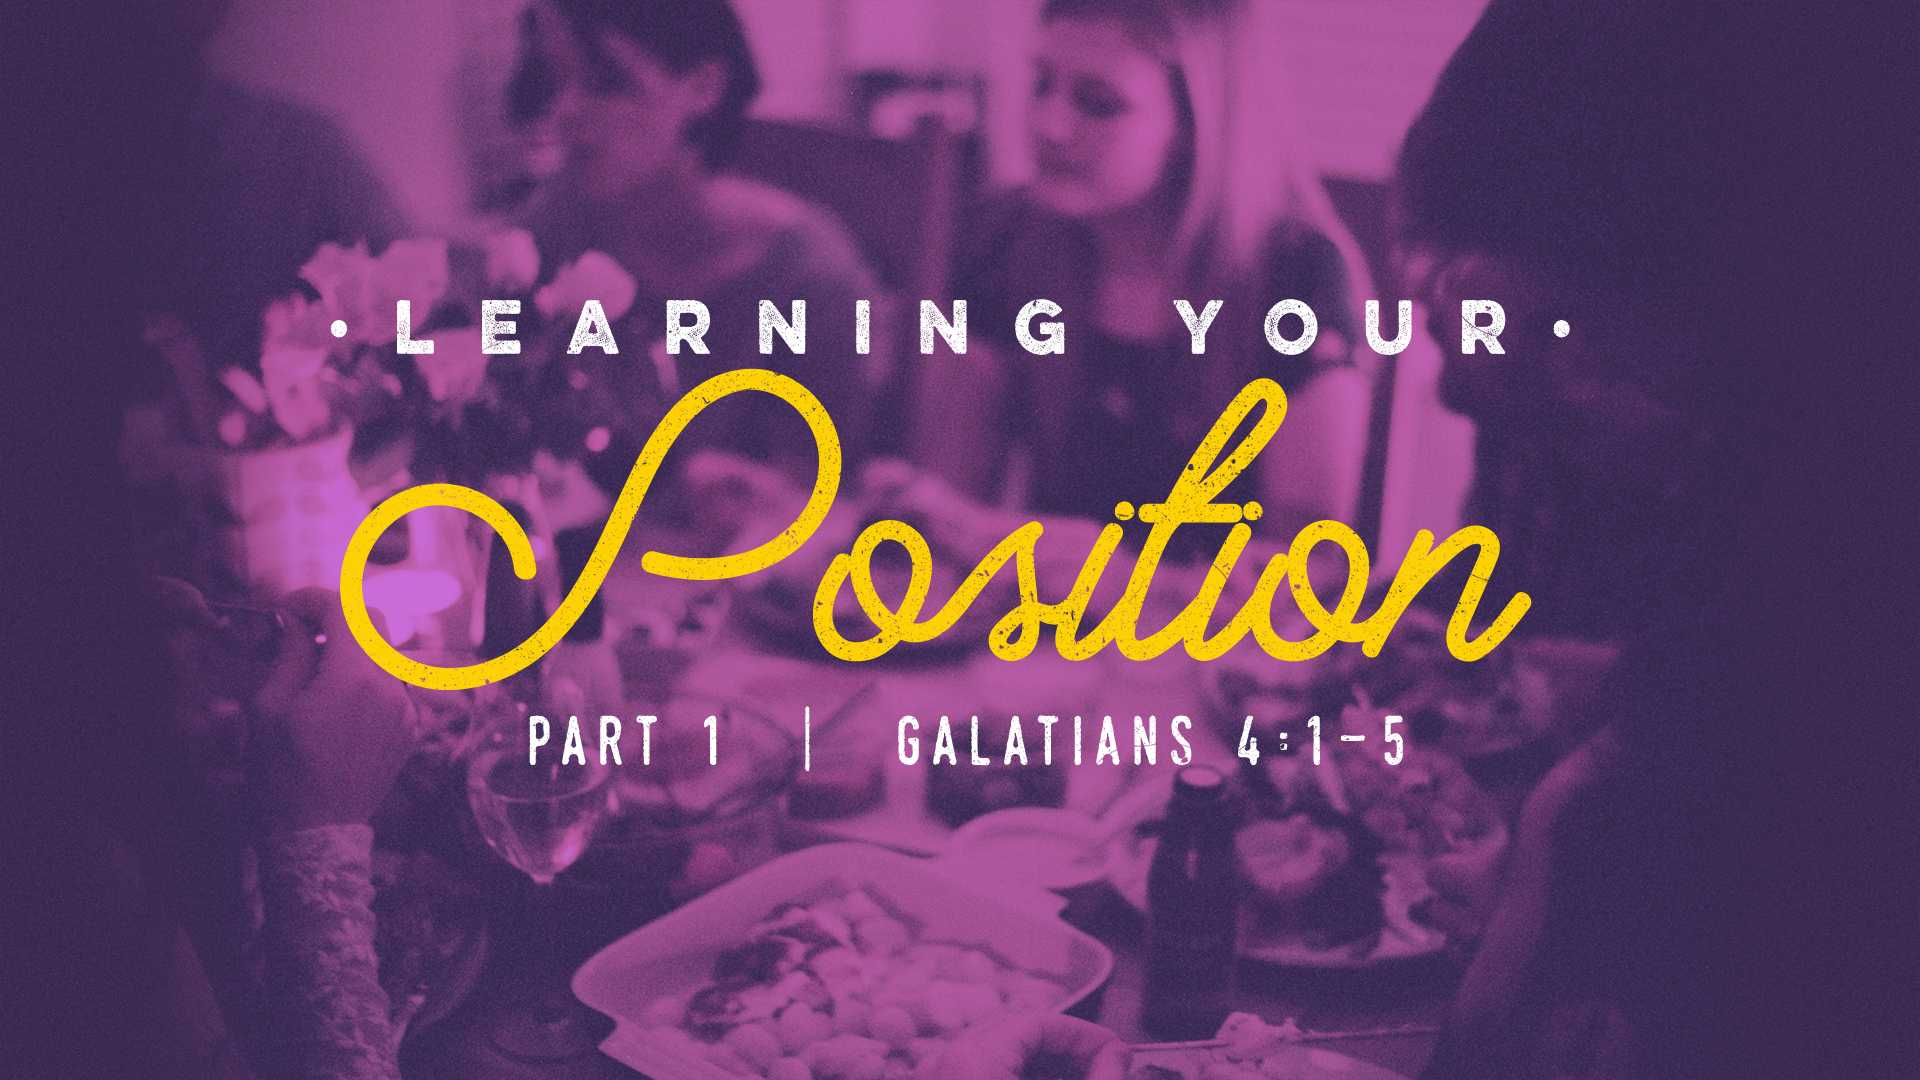 • LEARNING YOUR •
Position
PART 1 | GALATIANS 4:1-5